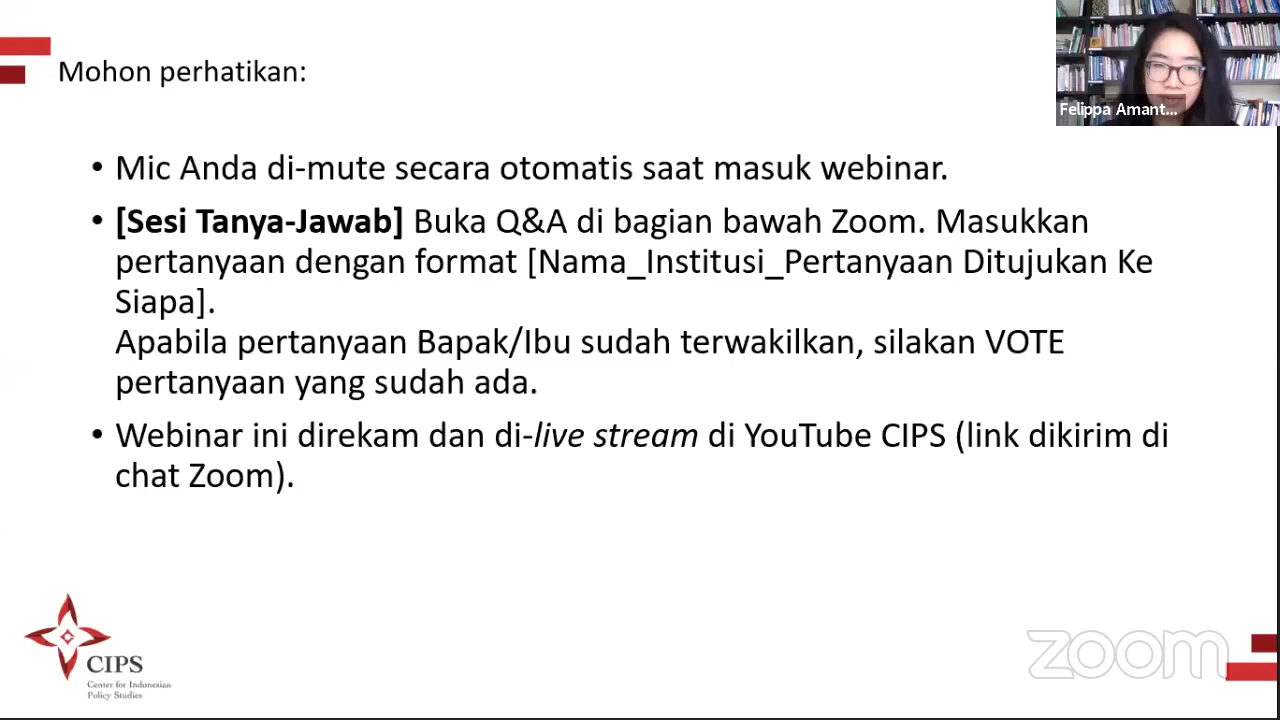 Mohon perhatikan:
Felippa Amant...
• Mic Anda di-mute secara otomatis saat masuk webinar.
• [Sesi Tanya-Jawab] Buka Q&A di bagian bawah Zoom. Masukkan
pertanyaan dengan format [Nama_Institusi_Pertanyaan Ditujukan Ke
Siapa].
Apabila pertanyaan Bapak/Ibu sudah terwakilkan, silakan VOTE
pertanyaan yang sudah ada.
• Webinar ini direkam dan di-live stream di YouTube CIPS (link dikirim di
chat Zoom).
CIPS
Center for Indonesian
Policy Studies
zoom